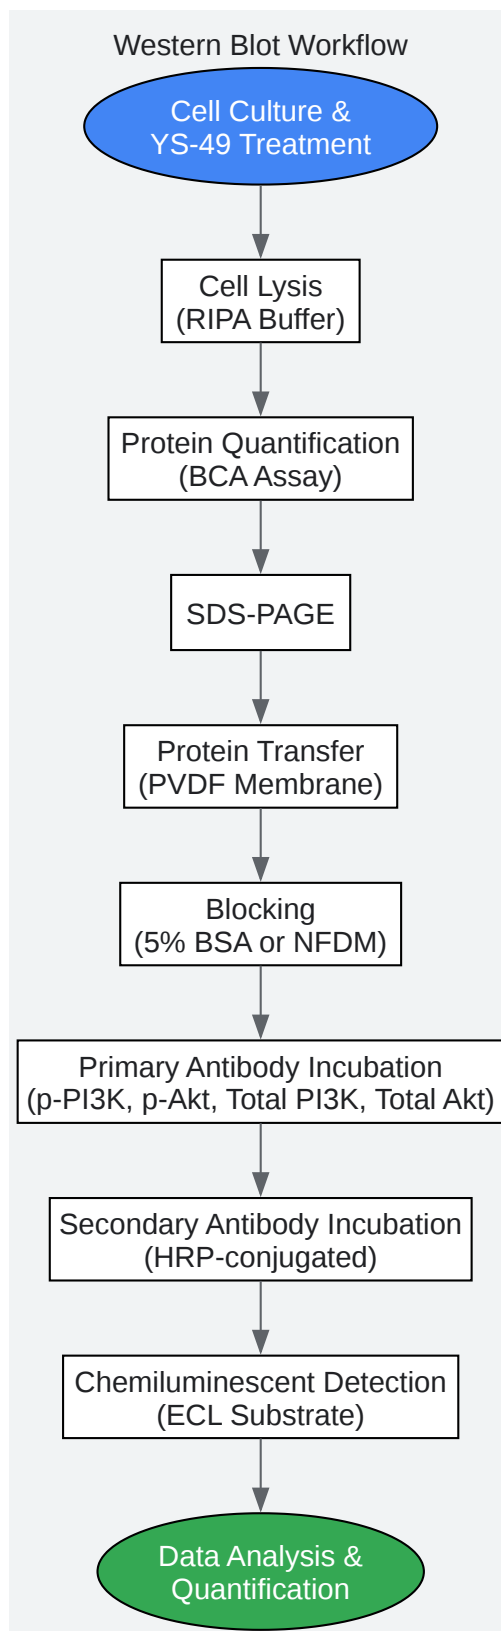 Western Blot Workflow
Cell Culture &
YS-49 Treatment
Cell Lysis
(RIPA Buffer)
Protein Quantification
(BCA Assay)
SDS-PAGE
Protein Transfer
(PVDF Membrane)
Blocking
(5% BSA or NFDM)
Primary Antibody Incubation
(p-PI3K, p-Akt, Total PI3K, Total Akt)
Secondary Antibody Incubation
(HRP-conjugated)
Chemiluminescent Detection
(ECL Substrate)
Data Analysis &
Quantification